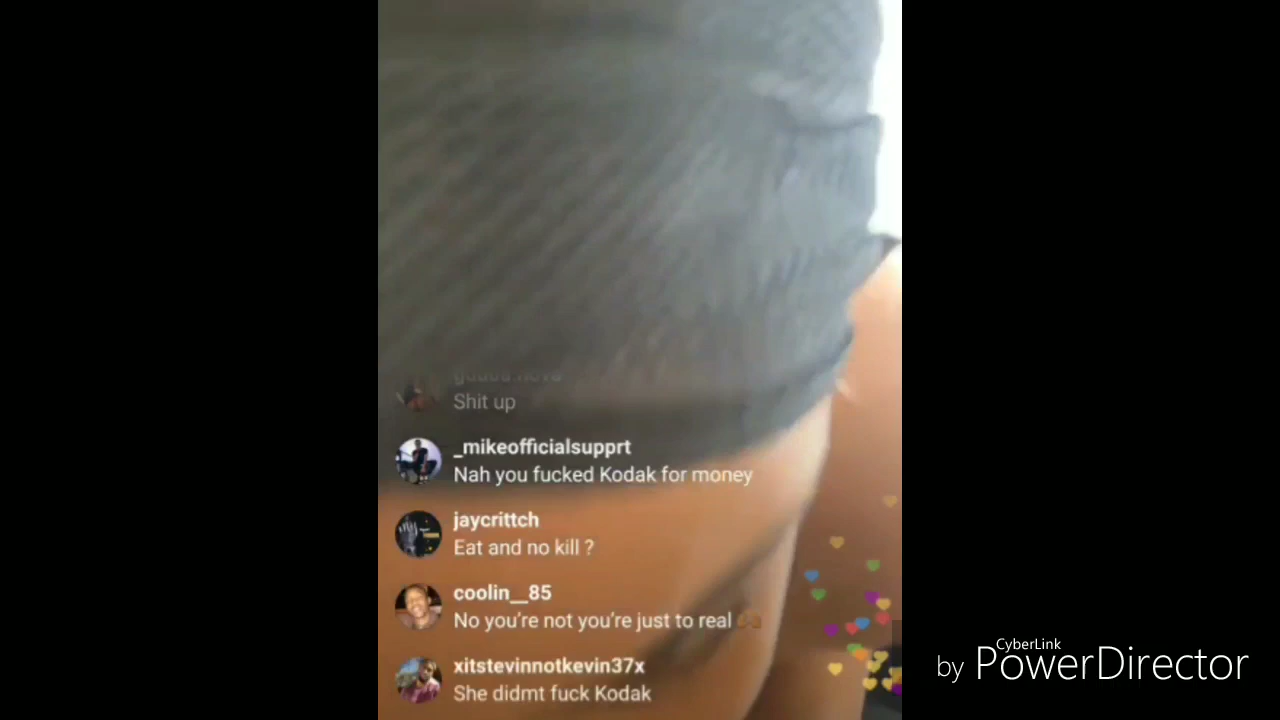 Shit up
_mikeofficialsupprt
Nah you fucked Kodak for money
jaycrittch
Eat and no kill ?
coolin__85
No you're not you're just to real
xitstevinnotkevin37x
She didmt fuck Kodak
CyberLink
by PowerDirector